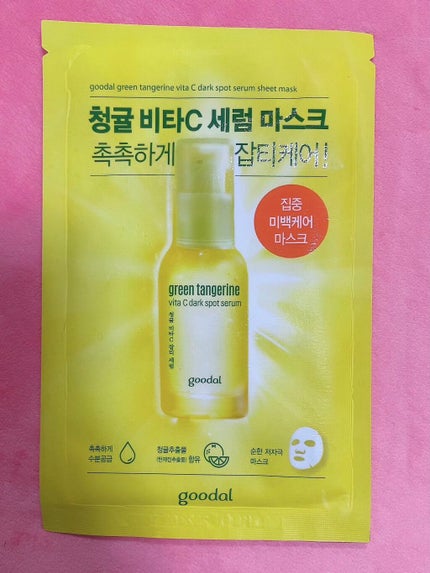 goodal green tangerine vita C dark spot serum sheet mask
청귤 비타C 세럼 마스크
촉촉하게 잡티케어!
집중
미백케어
마스크
green tangerine
vita C dark spot serum
goodal
촉촉하게
수분공급
청귤추출물
함유
순한 저자극
마스크
goodal